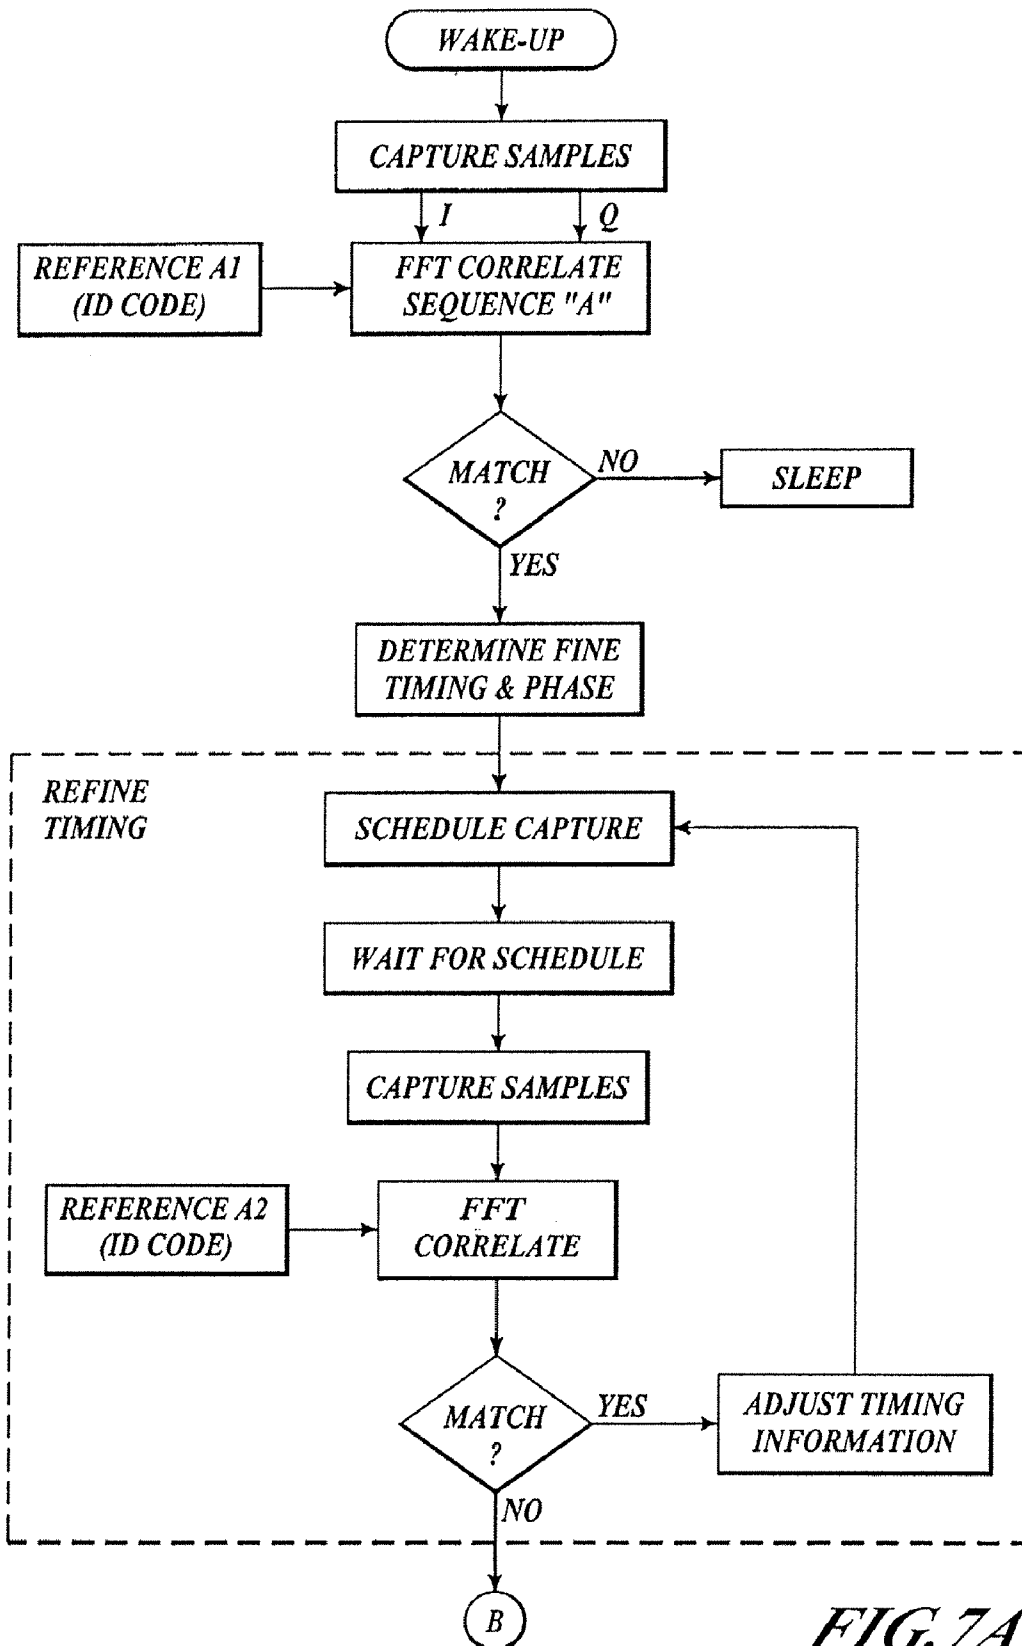 WAKE-UP
CAPTURE SAMPLES
I
Q
REFERENCE A1
(ID CODE)
FFT CORRELATE
SEQUENCE "A"
MATCH
?
NO
SLEEP
YES
DETERMINE FINE
TIMING & PHASE
REFINE
TIMING
SCHEDULE CAPTURE
WAIT FOR SCHEDULE
CAPTURE SAMPLES
REFERENCE A2
(ID CODE)
FFT
CORRELATE
MATCH
?
YES
ADJUST TIMING
INFORMATION
NO
B
FIG. 7A